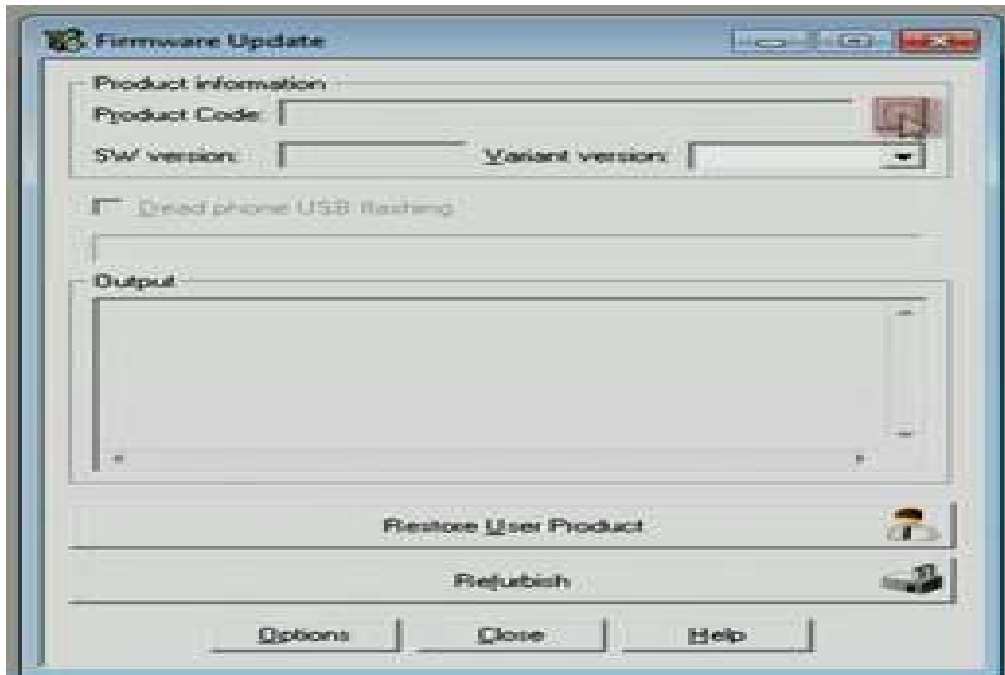 Firmware Update
Product information
Product Code:
SW version: Variant version:
Dead phone USB flashing
Output
Restore User Product
Refurbish
Options Close Help